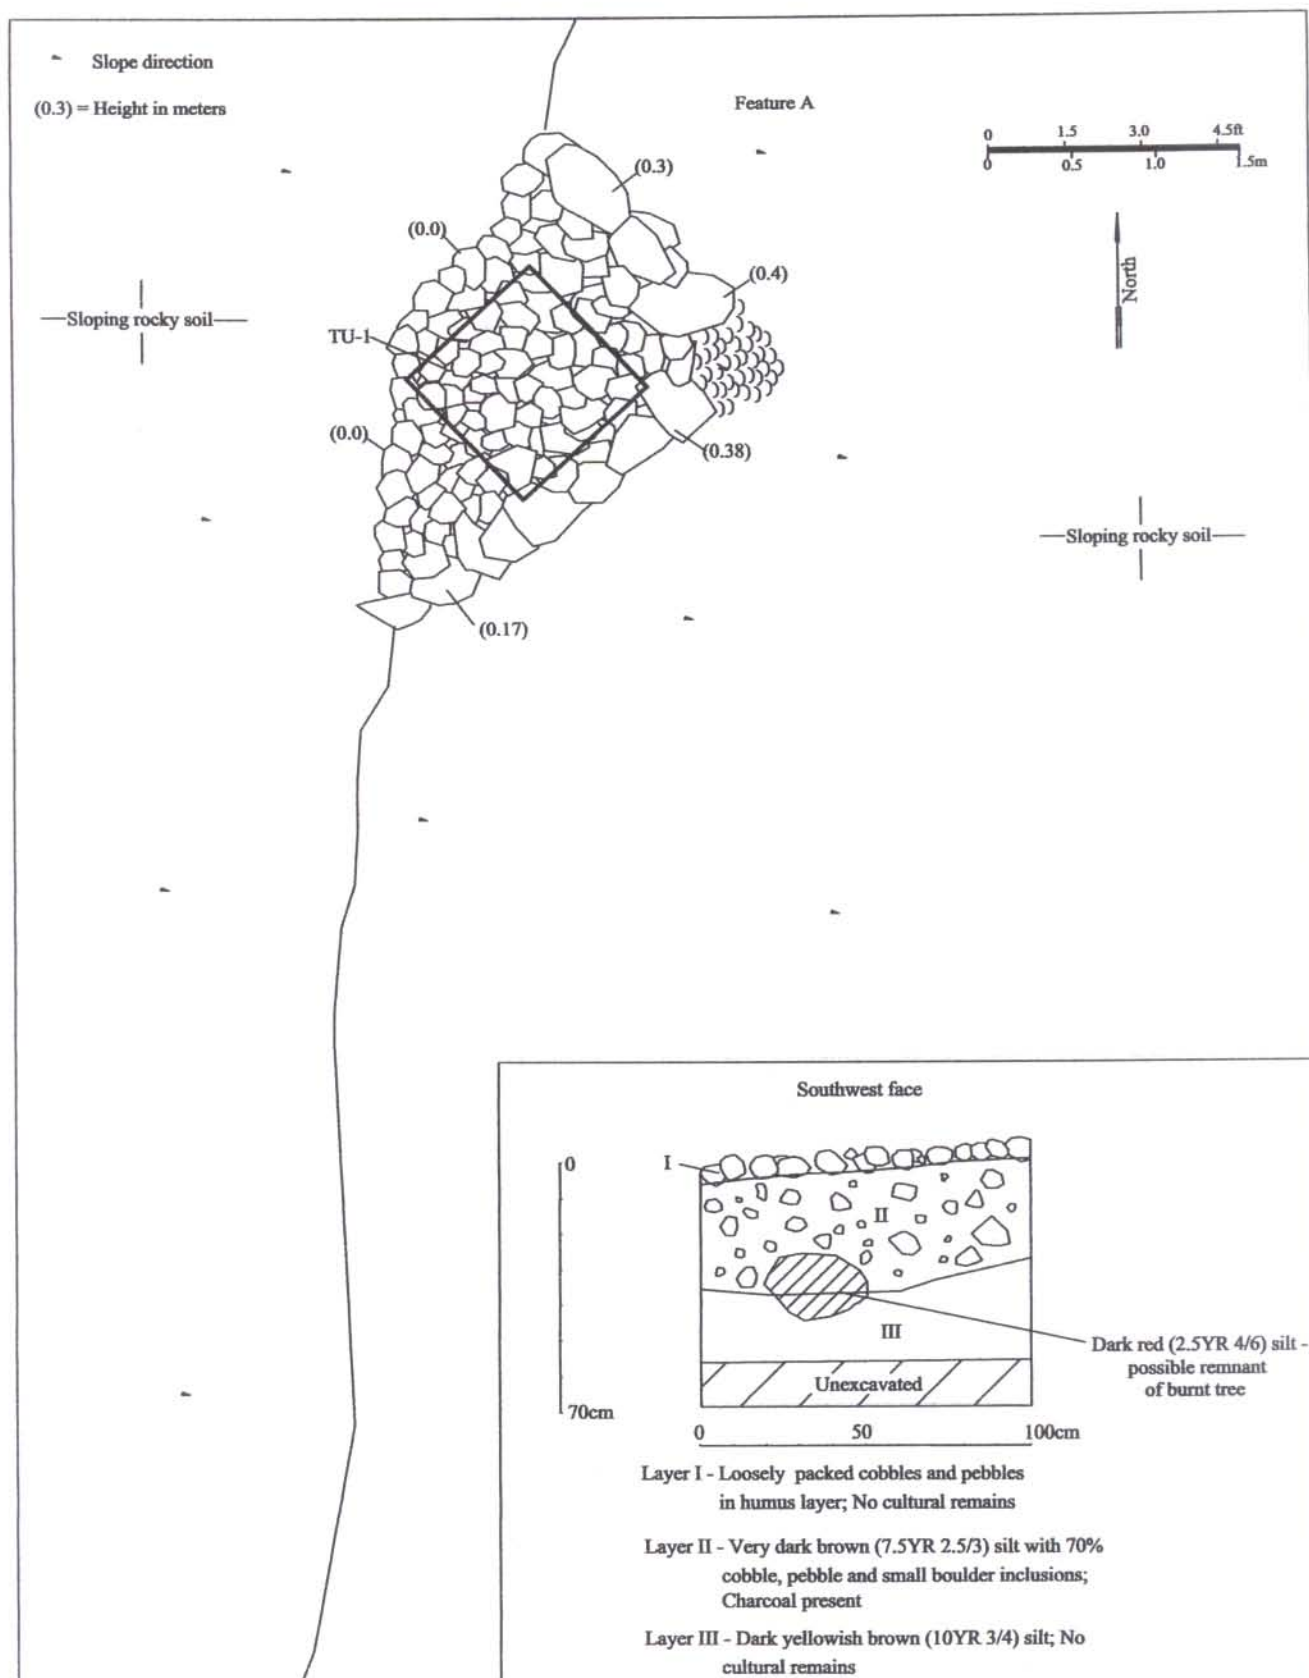 Slope direction
(0.3) = Height in meters
Feature A
0 1.5 3.0 4.5ft
0 0.5 1.0 1.5m
North
(0.3)
(0.0)
(0.4)
Sloping rocky soil
TU-1
(0.0)
(0.38)
Sloping rocky soil
(0.17)
Southwest face
0
I
II
III
Unexcavated
70cm
Dark red (2.5YR 4/6) silt -
possible remnant
of burnt tree
0 50 100cm
Layer I - Loosely packed cobbles and pebbles
in humus layer; No cultural remains
Layer II - Very dark brown (7.5YR 2.5/3) silt with 70%
cobble, pebble and small boulder inclusions;
Charcoal present
Layer III - Dark yellowish brown (10YR 3/4) silt; No
cultural remains